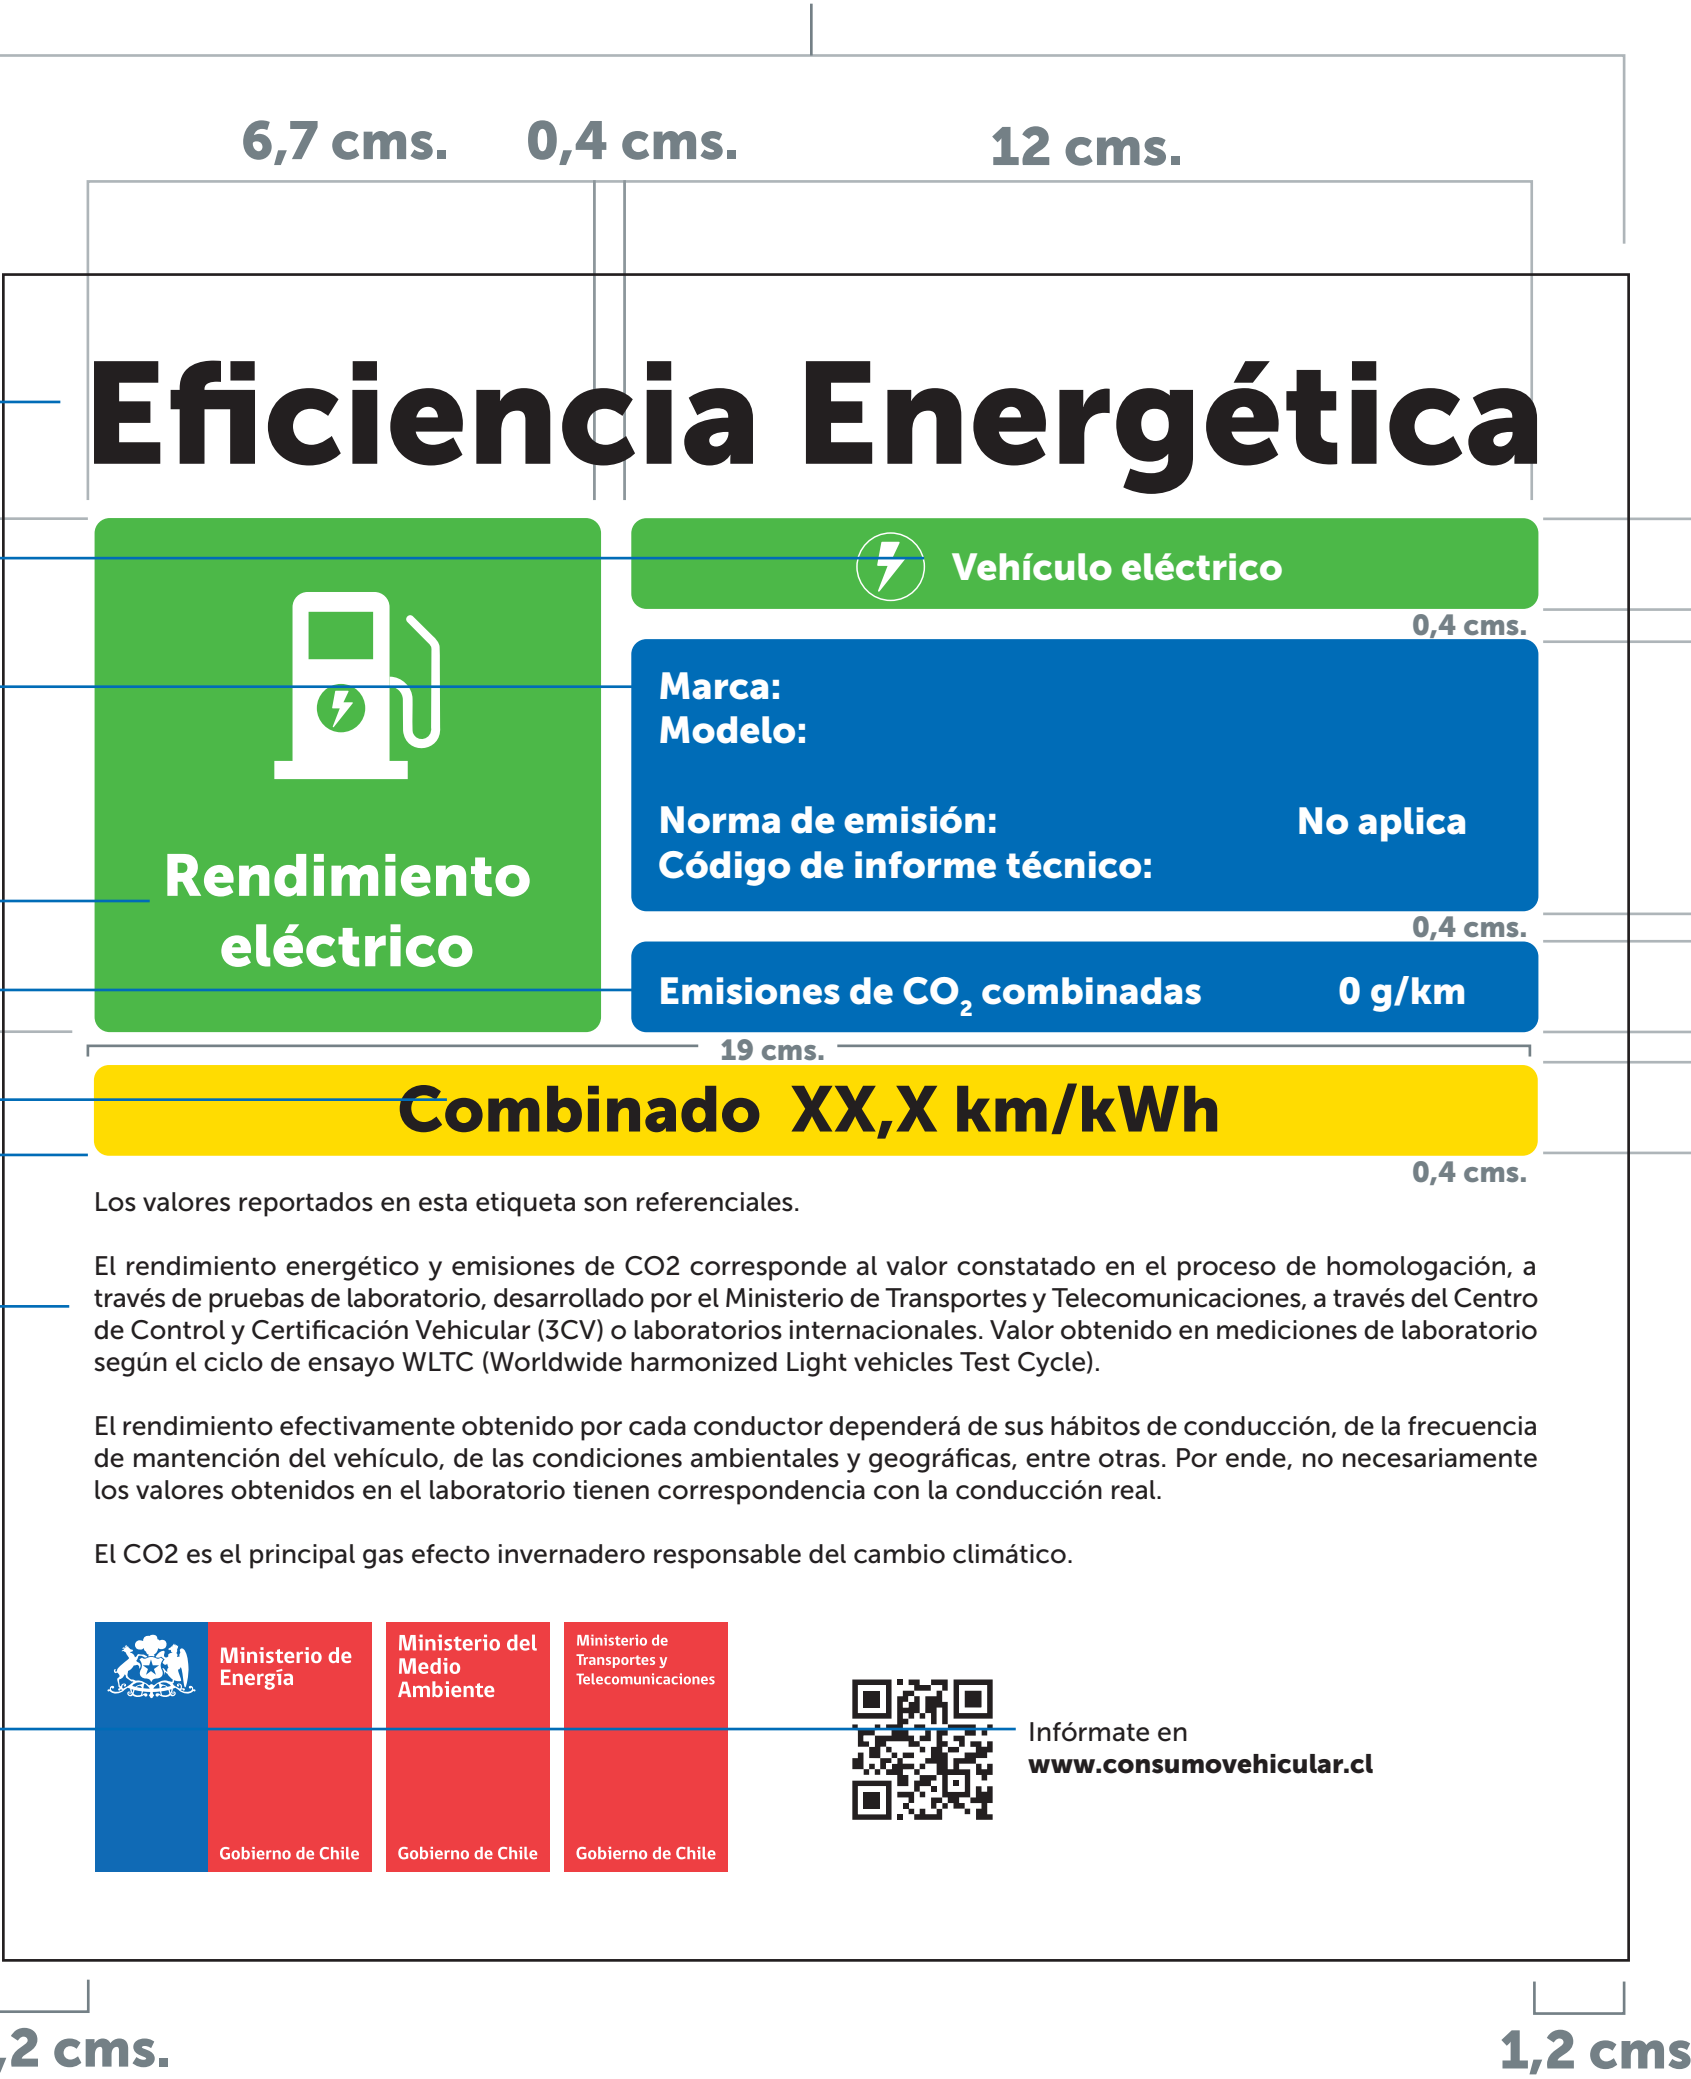 6,7 cms. 0,4 cms. 12 cms.
Eficiencia Energética
Vehículo eléctrico
0,4 cms.
Marca:
Modelo:
Norma de emisión: No aplica
Código de informe técnico:
Rendimiento
eléctrico
0,4 cms.
Emisiones de CO2 combinadas 0 g/km
19 cms.
Combinado XX,X km/kWh
0,4 cms.
Los valores reportados en esta etiqueta son referenciales.
El rendimiento energético y emisiones de CO2 corresponde al valor constatado en el proceso de homologación, a
través de pruebas de laboratorio, desarrollado por el Ministerio de Transportes y Telecomunicaciones, a través del Centro
de Control y Certificación Vehicular (3CV) o laboratorios internacionales. Valor obtenido en mediciones de laboratorio
según el ciclo de ensayo WLTC (Worldwide harmonized Light vehicles Test Cycle).
El rendimiento efectivamente obtenido por cada conductor dependerá de sus hábitos de conducción, de la frecuencia
de mantención del vehículo, de las condiciones ambientales y geográficas, entre otras. Por ende, no necesariamente
los valores obtenidos en el laboratorio tienen correspondencia con la conducción real.
El CO2 es el principal gas efecto invernadero responsable del cambio climático.
Ministerio de
Energía
Gobierno de Chile
Ministerio del
Medio
Ambiente
Gobierno de Chile
Ministerio de
Transportes y
Telecomunicaciones
Gobierno de Chile
Infórmate en
www.consumovehicular.cl
,2 cms. 1,2 cms